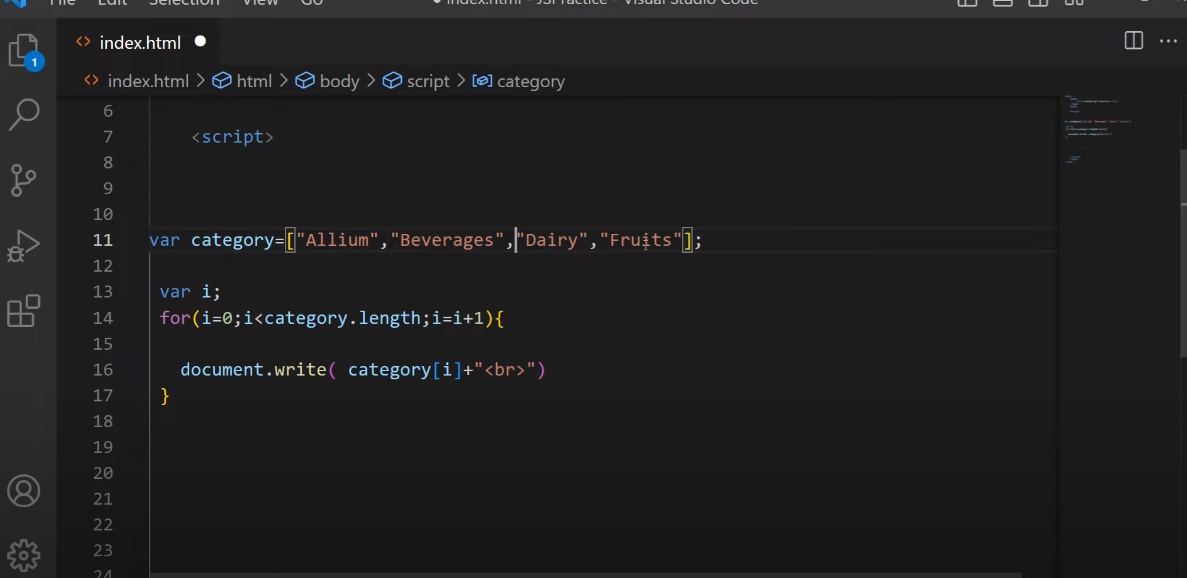 File Edit Selection View Go index.html - JSPractice - Visual Studio Code
index.html
index.html > html > body > script > category
1
6
7 <script>
8
9
10
11 var category=["Allium","Beverages","Dairy","Fruits"];
12
13 var i;
14 for(i=0;i<category.length;i=i+1){
15
16 document.write( category[i]+"<br>")
17 }
18
19
20
21
22
23
24